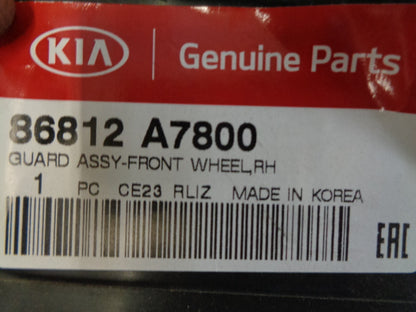 KIA Genuine Parts
86812 A7800
GUARD ASSY-FRONT WHEEL,RH
1 PC CE23 RLIZ MADE IN KOREA
EAC